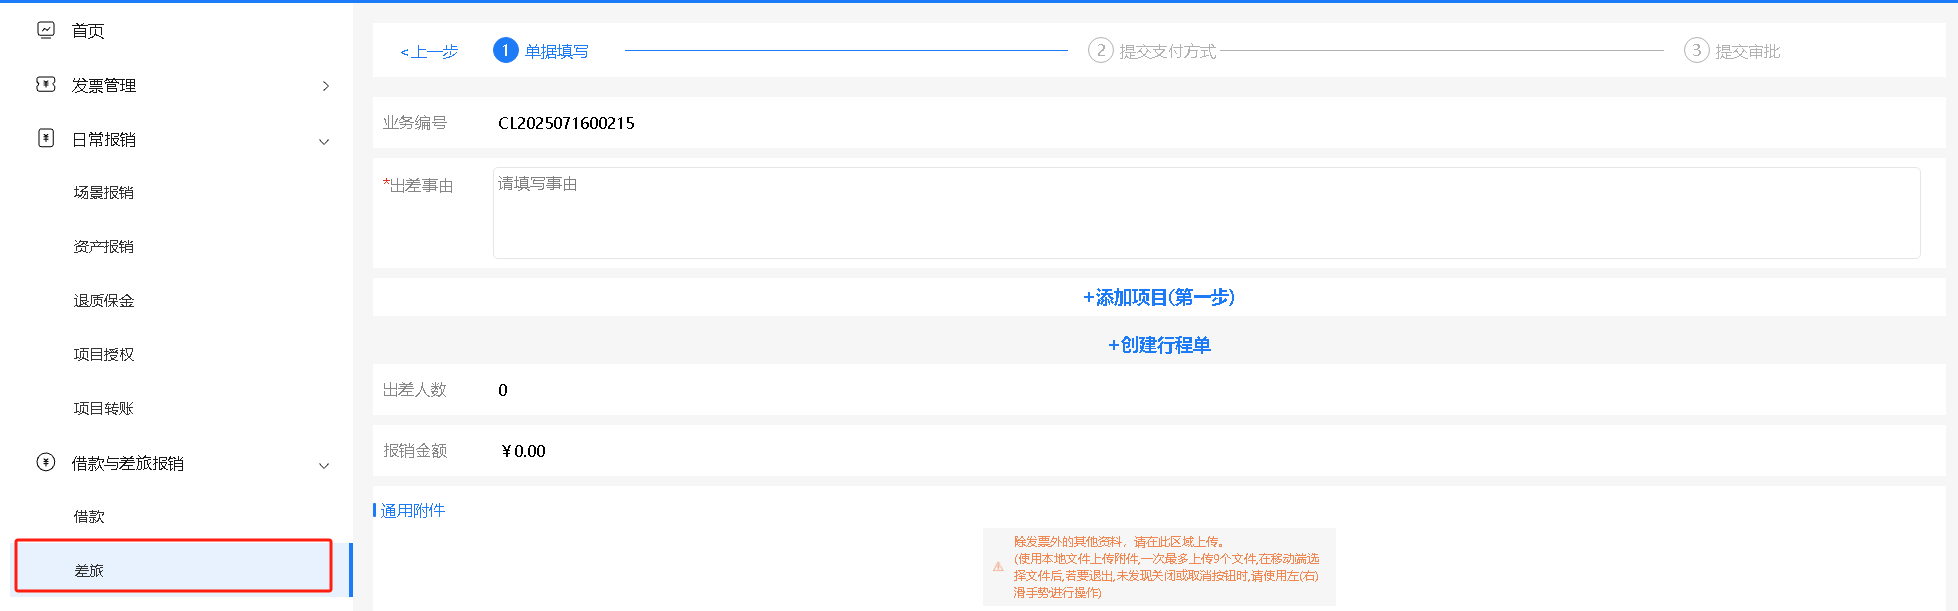 首页
发票管理
日常报销
场景报销
资产报销
退质保金
项目授权
项目转账
借款与差旅报销
借款
差旅
<上一步
1 单据填写
2 提交支付方式
3 提交审批
业务编号 CL2025071600215
*出差事由 请填写事由
+添加项目(第一步)
+创建行程单
出差人数 0
报销金额 ¥0.00
通用附件
除发票外的其他资料，请在此区域上传。
(使用本地文件上传附件,一次最多上传9个文件,在移动端选
择文件后,若要退出,未发现关闭或取消按钮时,请使用左(右)
滑手势进行操作)